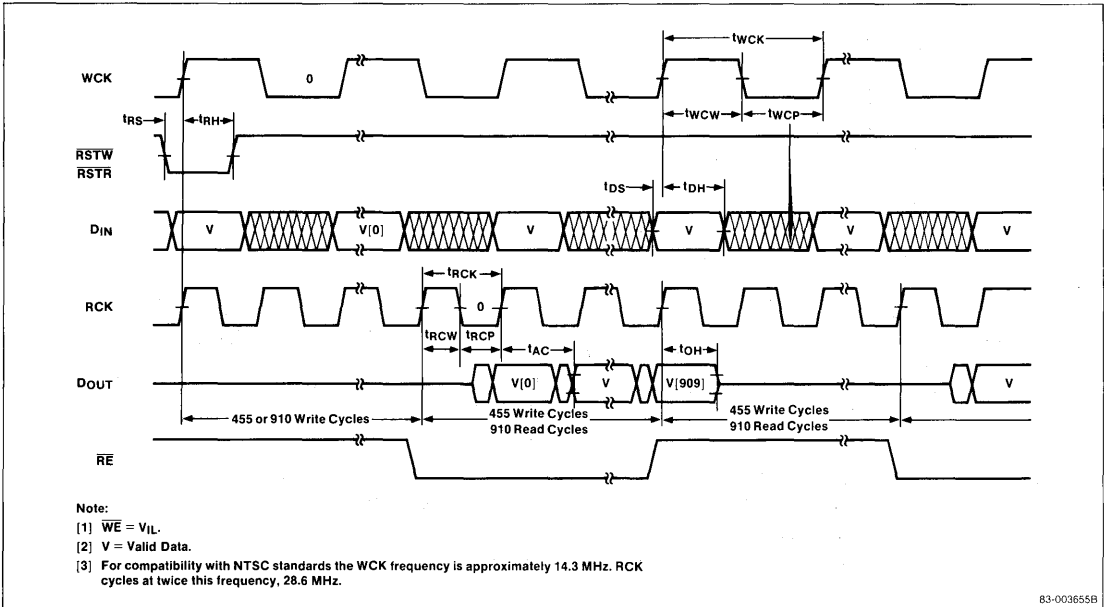 tWCK
WCK
0
tRS
tRH
tWCW
tWCP
RSTW
RSTR
tDS
tDH
DIN
V
V[0]
V
V
V
V
tRCK
RCK
0
tRCW
tRCP
tAC
tOH
DOUT
V[0]
V
V[909]
V
455 or 910 Write Cycles
455 Write Cycles
910 Read Cycles
455 Write Cycles
910 Read Cycles
RE
Note:
[1] WE = VIL.
[2] V = Valid Data.
[3] For compatibility with NTSC standards the WCK frequency is approximately 14.3 MHz. RCK
cycles at twice this frequency, 28.6 MHz.
83-003655B